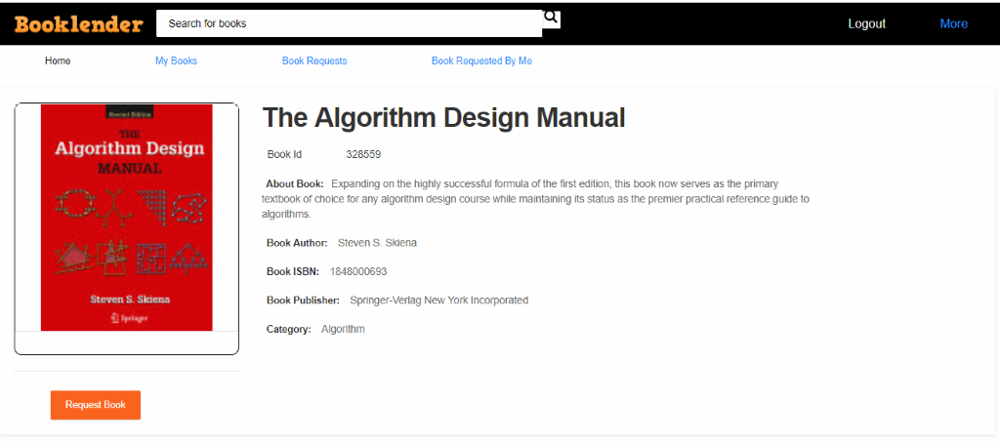 Booklender
Search for books
Logout
More
Home
My Books
Book Requests
Book Requested By Me
Second Edition
THE
Algorithm Design
MANUAL
Steven S. Skiena
Springer
The Algorithm Design Manual
Book Id 328559
About Book: Expanding on the highly successful formula of the first edition, this book now serves as the primary
textbook of choice for any algorithm design course while maintaining its status as the premier practical reference guide to
algorithms.
Book Author: Steven S. Skiena
Book ISBN: 1848000693
Book Publisher: Springer-Verlag New York Incorporated
Category: Algorithm
Request Book